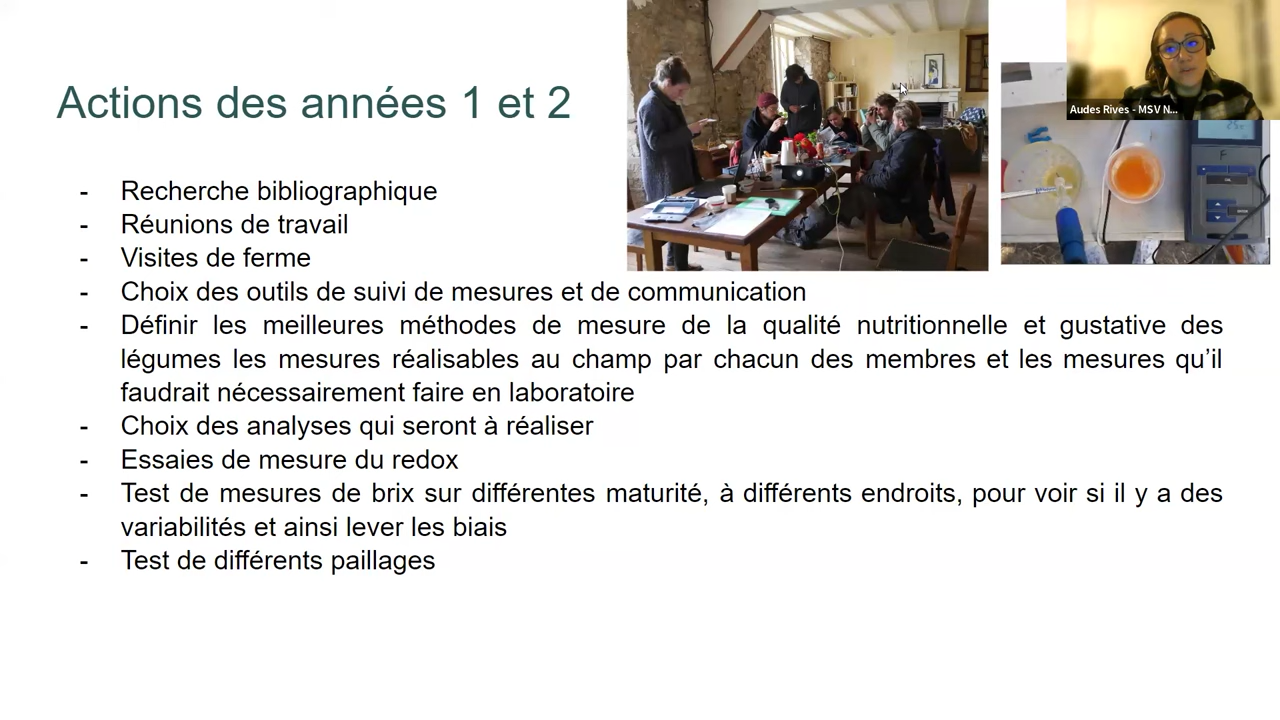 Actions des années 1 et 2
Audes Rives - MSV N...
- Recherche bibliographique
- Réunions de travail
- Visites de ferme
- Choix des outils de suivi de mesures et de communication
- Définir les meilleures méthodes de mesure de la qualité nutritionnelle et gustative des
légumes les mesures réalisables au champ par chacun des membres et les mesures qu’il
faudrait nécessairement faire en laboratoire
- Choix des analyses qui seront à réaliser
- Essaies de mesure du redox
- Test de mesures de brix sur différentes maturité, à différents endroits, pour voir si il y a des
variabilités et ainsi lever les biais
- Test de différents paillages